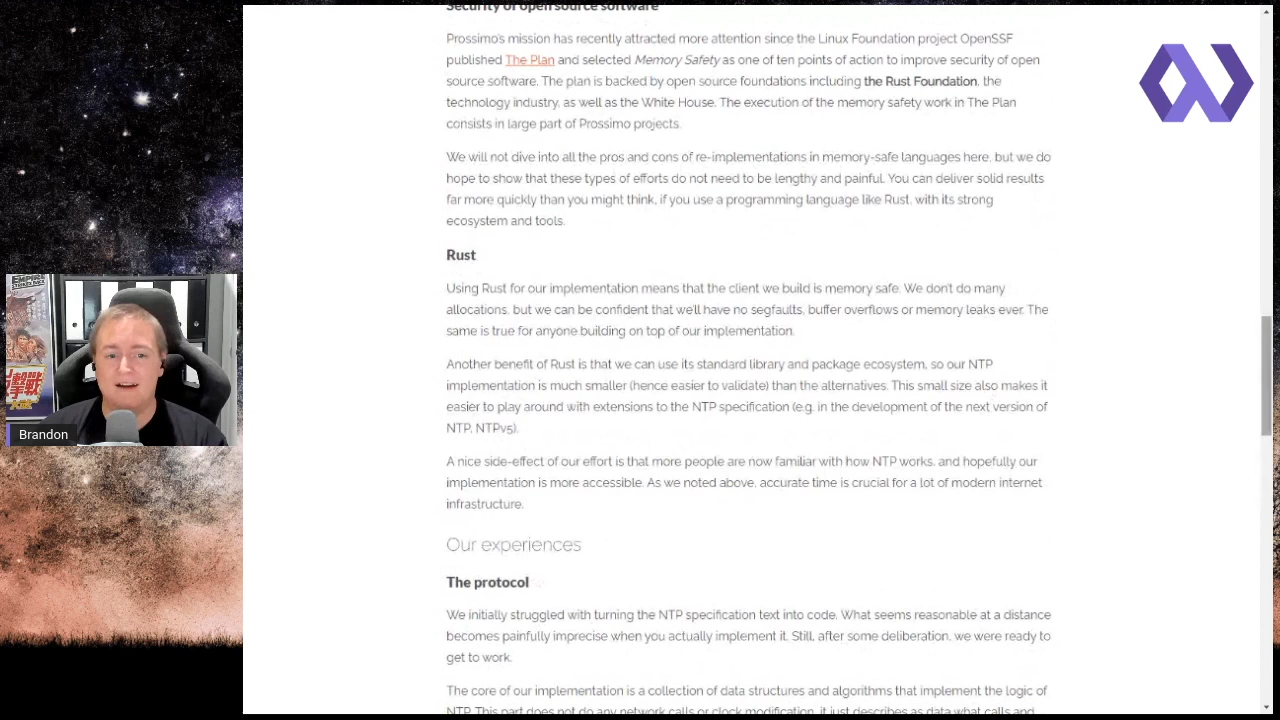 Security of open source software
Prossimo's mission has recently attracted more attention since the Linux Foundation project OpenSSF
published The Plan and selected Memory Safety as one of ten points of action to improve security of open
source software. The plan is backed by open source foundations including the Rust Foundation, the
technology industry, as well as the White House. The execution of the memory safety work in The Plan
consists in large part of Prossimo projects.
We will not dive into all the pros and cons of re-implementations in memory-safe languages here, but we do
hope to show that these types of efforts do not need to be lengthy and painful. You can deliver solid results
far more quickly than you might think, if you use a programming language like Rust, with its strong
ecosystem and tools.
Rust
Using Rust for our implementation means that the client we build is memory safe. We don't do many
allocations, but we can be confident that we'll have no segfaults, buffer overflows or memory leaks ever. The
same is true for anyone building on top of our implementation.
Another benefit of Rust is that we can use its standard library and package ecosystem, so our NTP
implementation is much smaller (hence easier to validate) than the alternatives. This small size also makes it
easier to play around with extensions to the NTP specification (e.g. in the development of the next version of
NTP, NTPv5).
A nice side-effect of our effort is that more people are now familiar with how NTP works, and hopefully our
implementation is more accessible. As we noted above, accurate time is crucial for a lot of modern internet
infrastructure.
Our experiences
The protocol
We initially struggled with turning the NTP specification text into code. What seems reasonable at a distance
becomes painfully imprecise when you actually implement it. Still, after some deliberation, we were ready to
get to work.
The core of our implementation is a collection of data structures and algorithms that implement the logic of
NTP. This part does not do any network calls or clock modification, it just describes as data what calls and
擊戰
Brandon